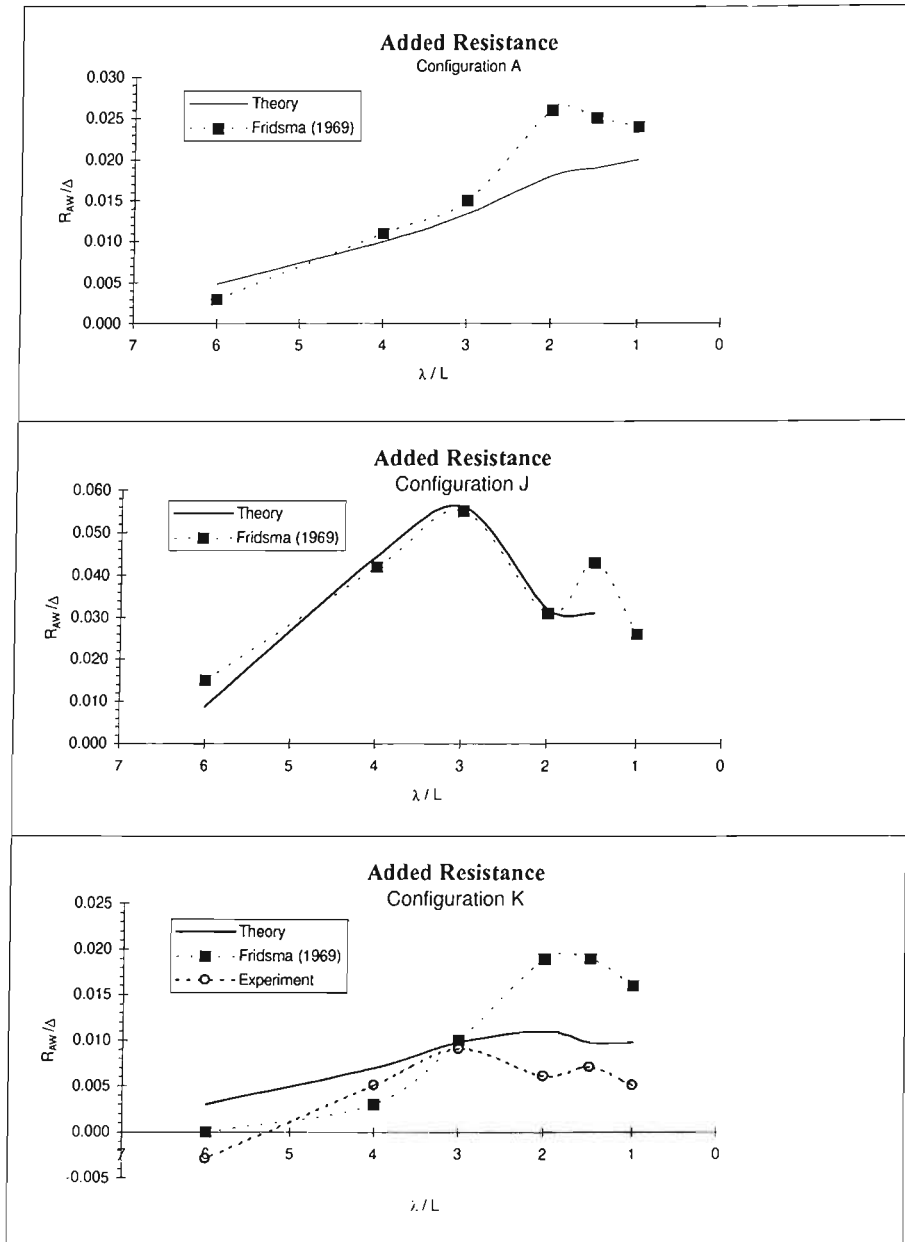 Added Resistance
Configuration A
0.030
0.025
0.020
0.015
0.010
0.005
0.000
R_AW/Δ
Theory
Fridsma (1969)
7 6 5 4 3 2 1 0
λ / L
Added Resistance
Configuration J
0.060
0.050
0.040
0.030
0.020
0.010
0.000
R_AW/Δ
Theory
Fridsma (1969)
7 6 5 4 3 2 1 0
λ / L
Added Resistance
Configuration K
0.025
0.020
0.015
0.010
0.005
0.000
-0.005
R_AW/Δ
Theory
Fridsma (1969)
Experiment
7 6 5 4 3 2 1 0
λ / L